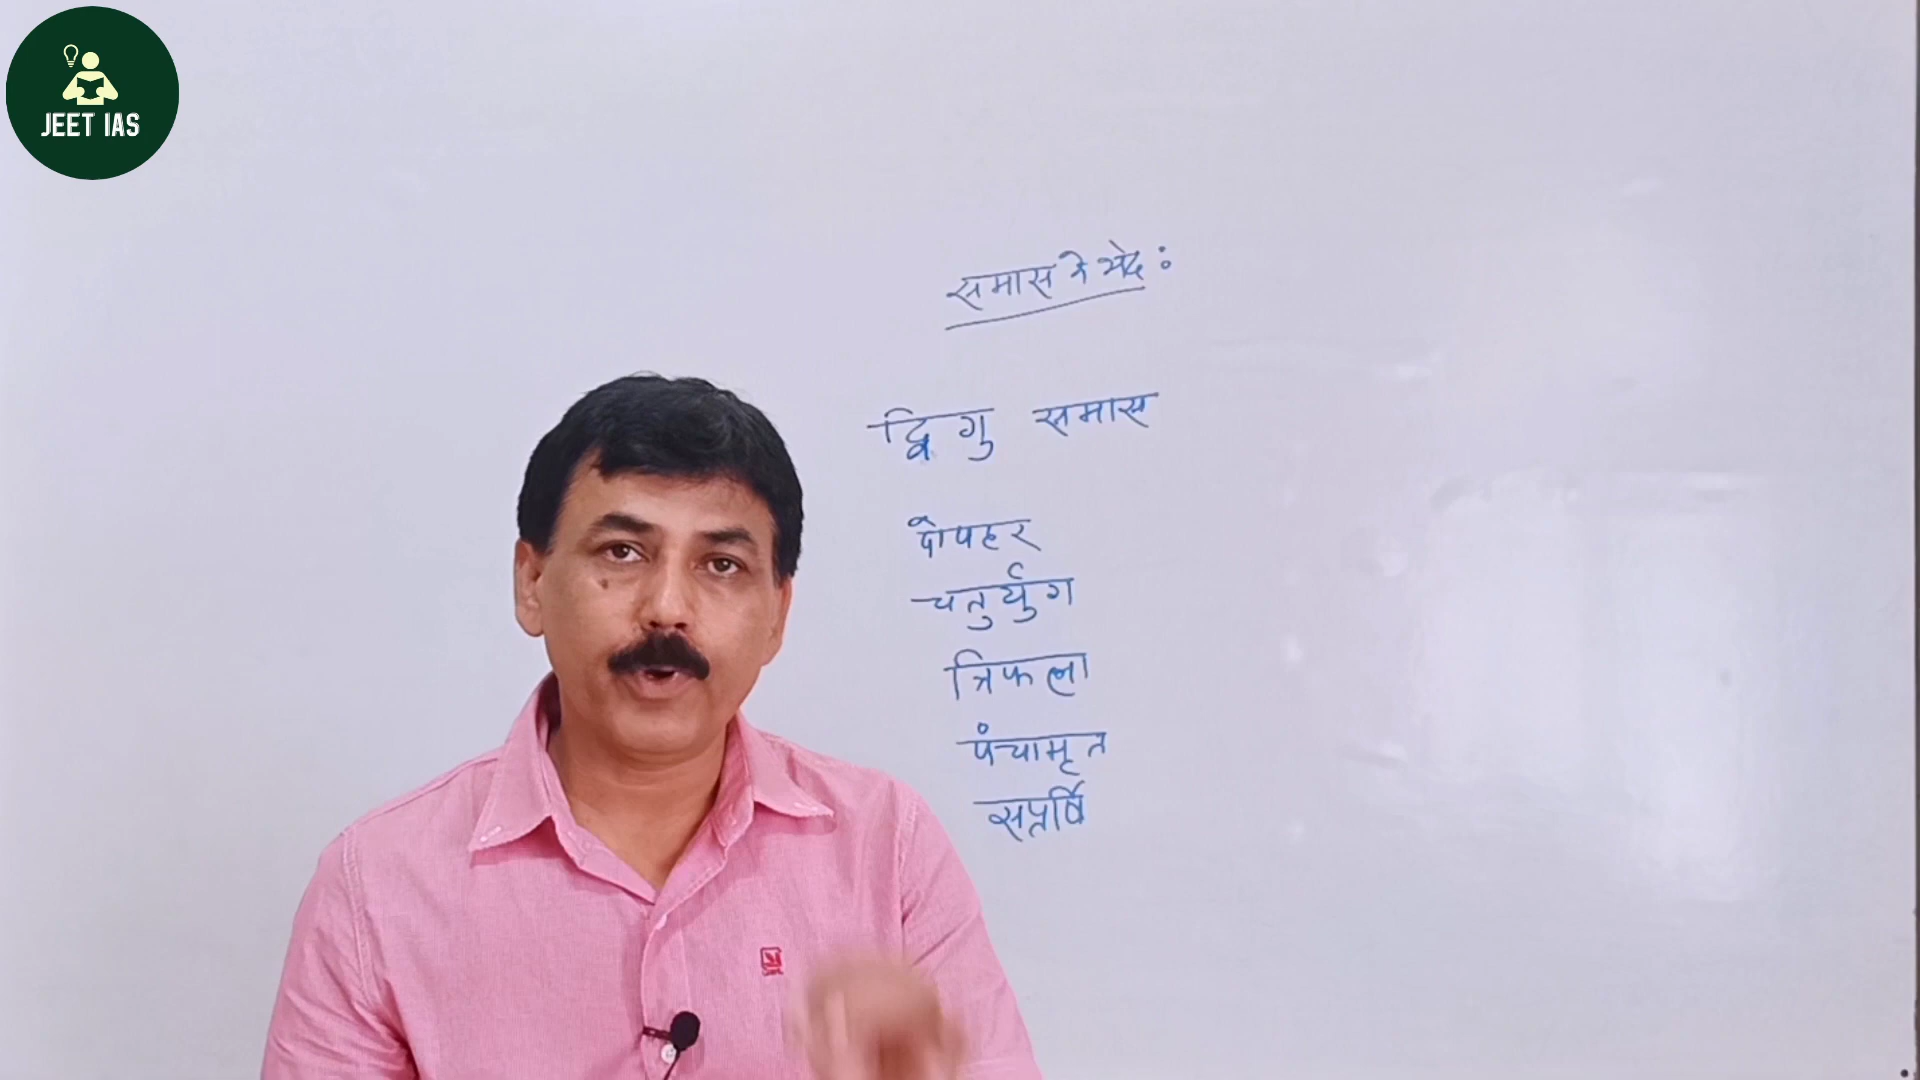 JEET IAS
समास के भेद :
द्विगु समास
दोपहर
चतुर्युग
त्रिफला
पंचामृत
सप्तर्षि